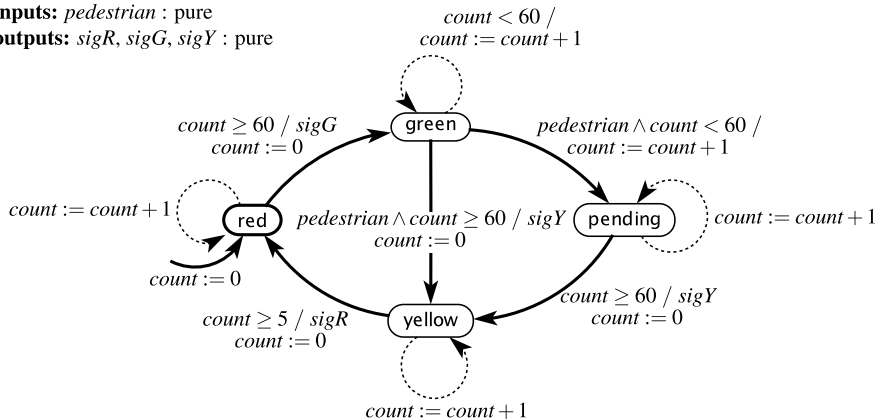 nputs: pedestrian : pure
outputs: sigR, sigG, sigY : pure
count < 60 /
count := count + 1
green
count ≥ 60 / sigG
count := 0
pedestrian ∧ count < 60 /
count := count + 1
count := count + 1
red
pedestrian ∧ count ≥ 60 / sigY
count := 0
pending
count := count + 1
count := 0
count ≥ 60 / sigY
count := 0
count ≥ 5 / sigR
count := 0
yellow
count := count + 1